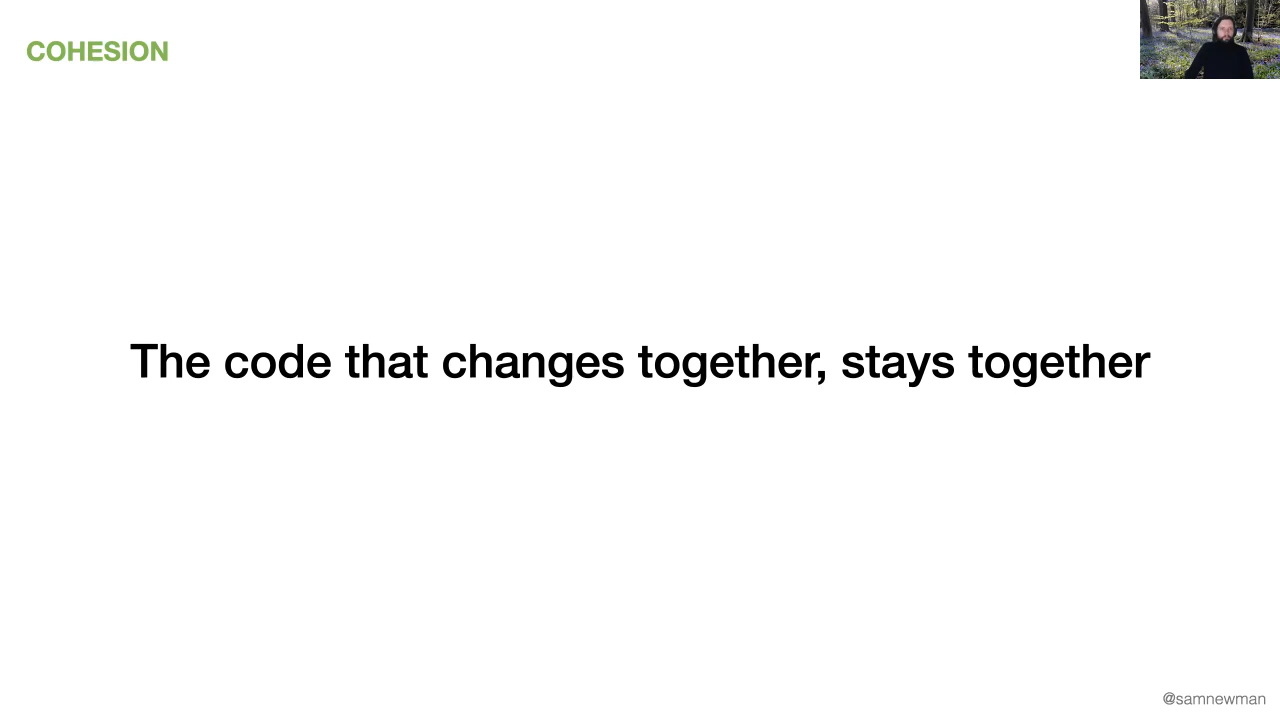 COHESION
The code that changes together, stays together
@samnewman